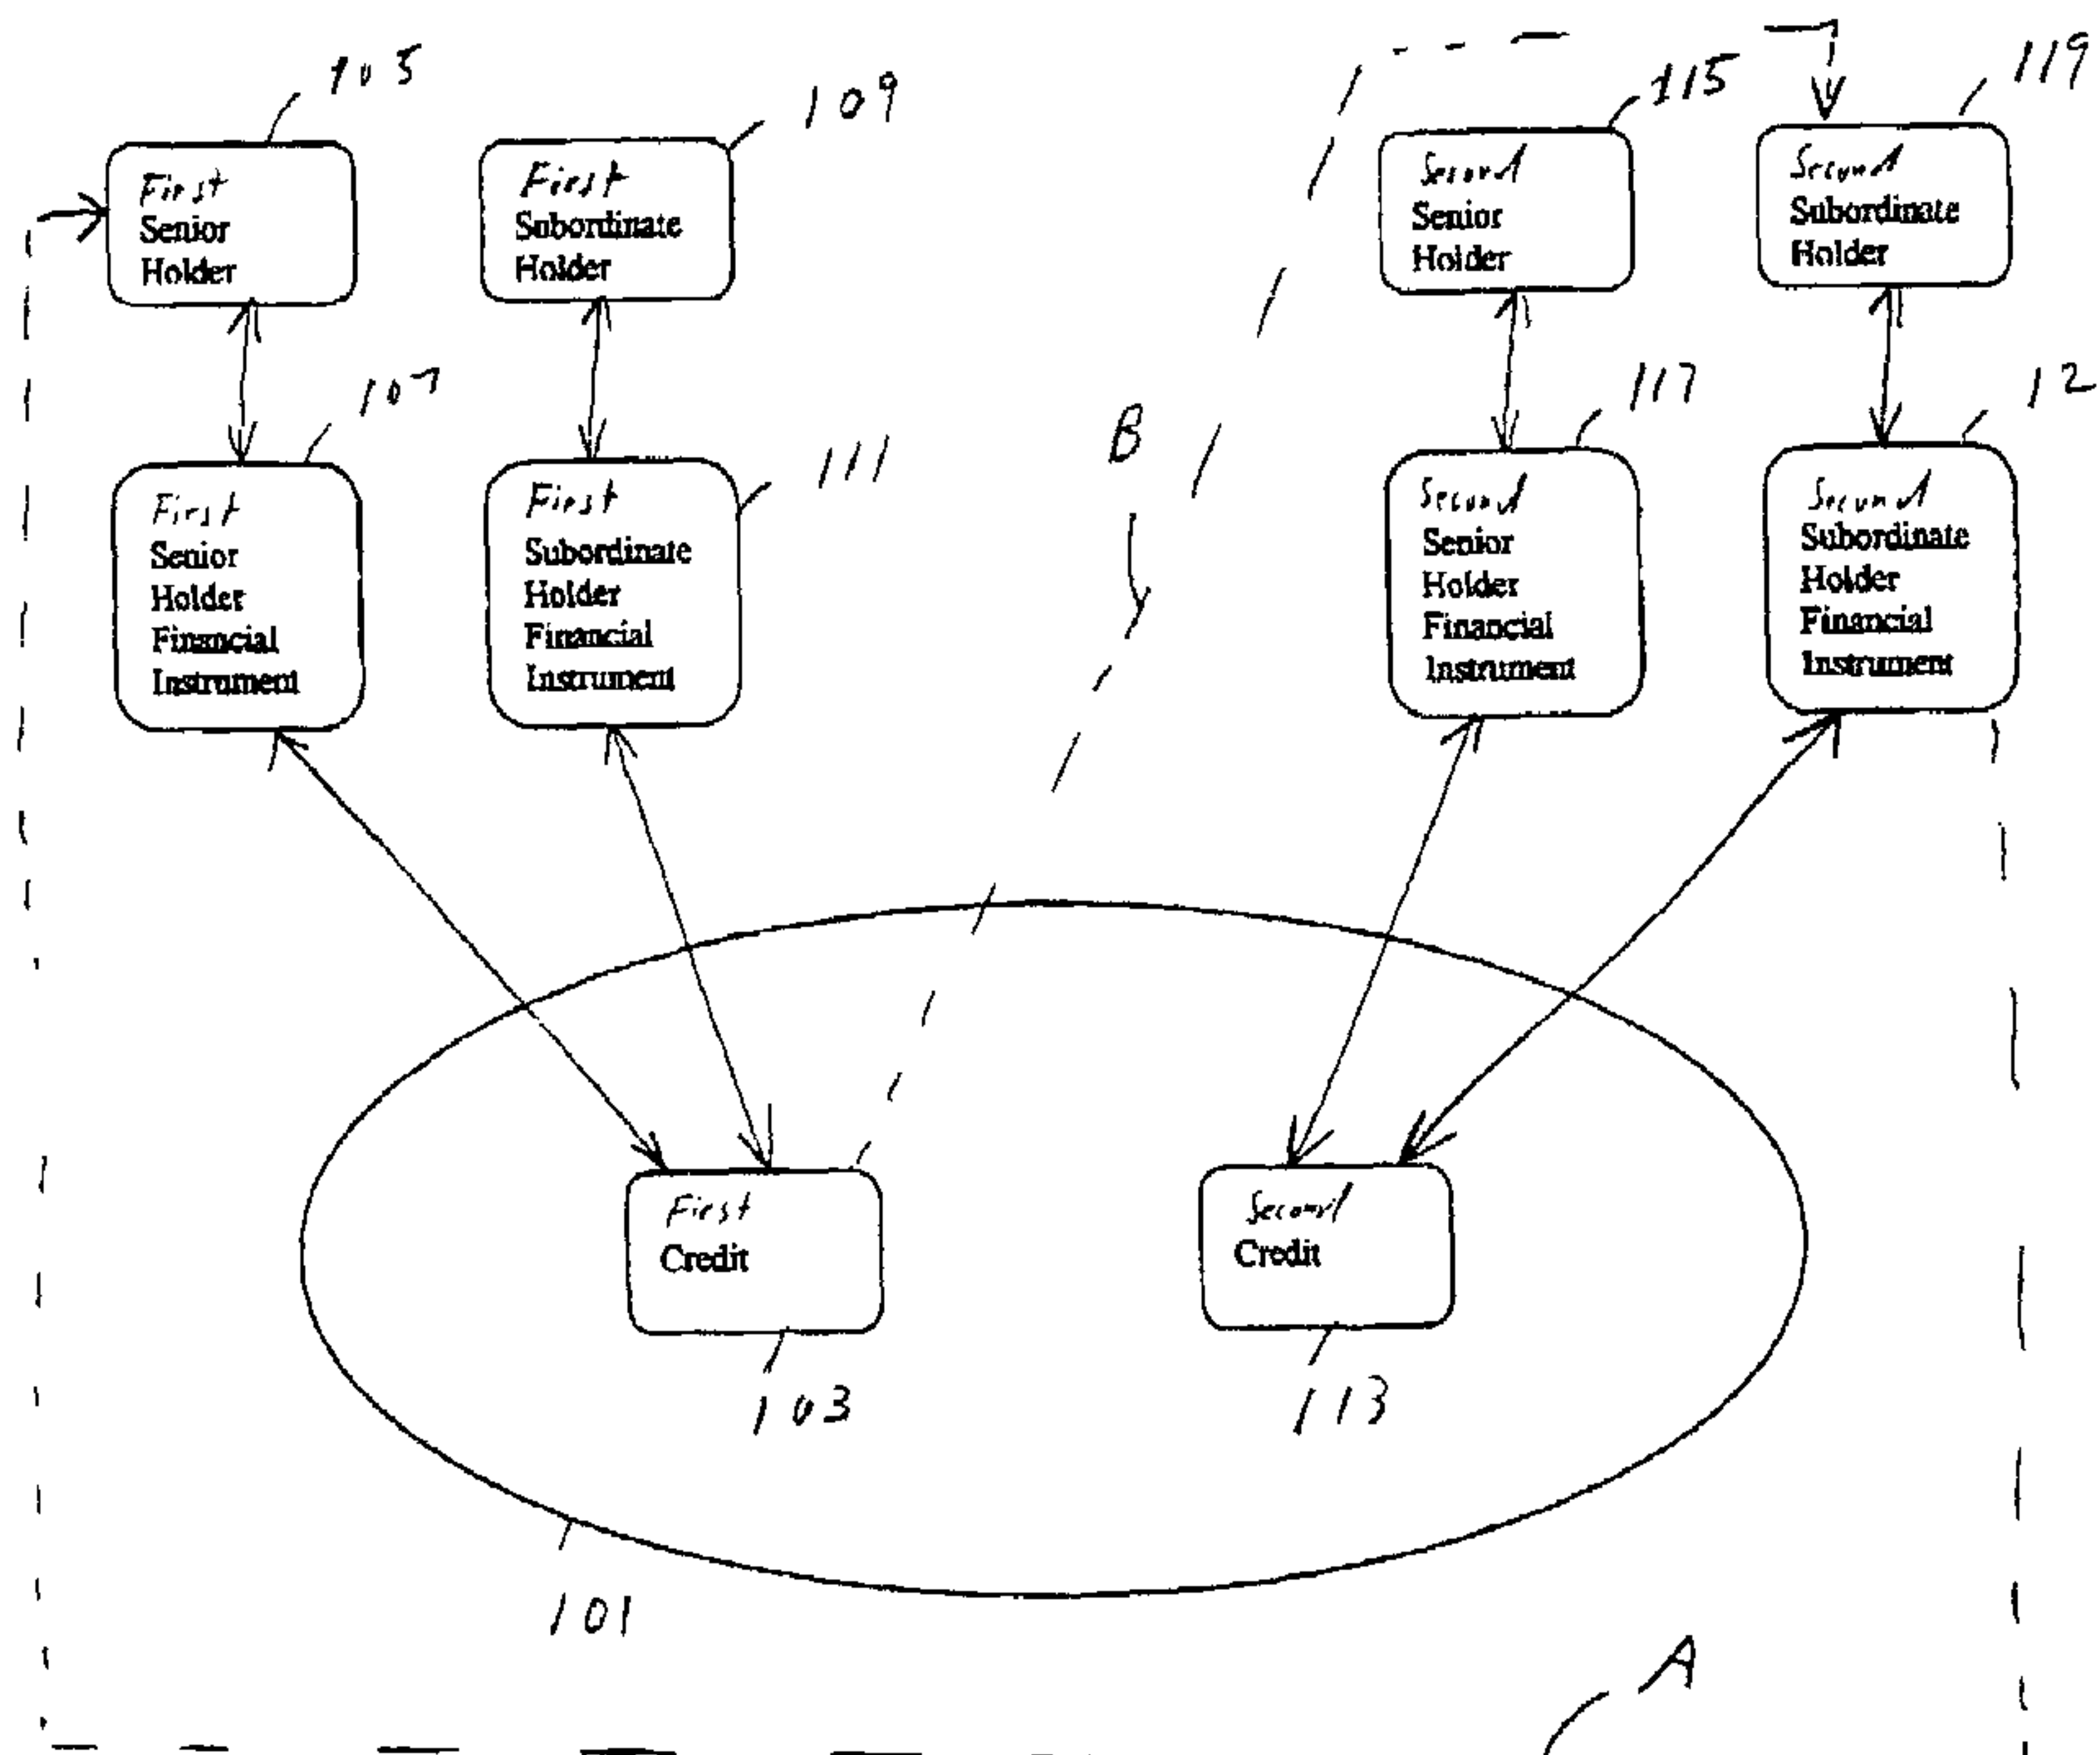 105
109
115
119
First
Senior
Holder
First
Subordinate
Holder
Second
Senior
Holder
Second
Subordinate
Holder
107
111
B
117
12
First
Senior
Holder
Financial
Instrument
First
Subordinate
Holder
Financial
Instrument
Second
Senior
Holder
Financial
Instrument
Second
Subordinate
Holder
Financial
Instrument
First
Credit
Second
Credit
103
113
101
A